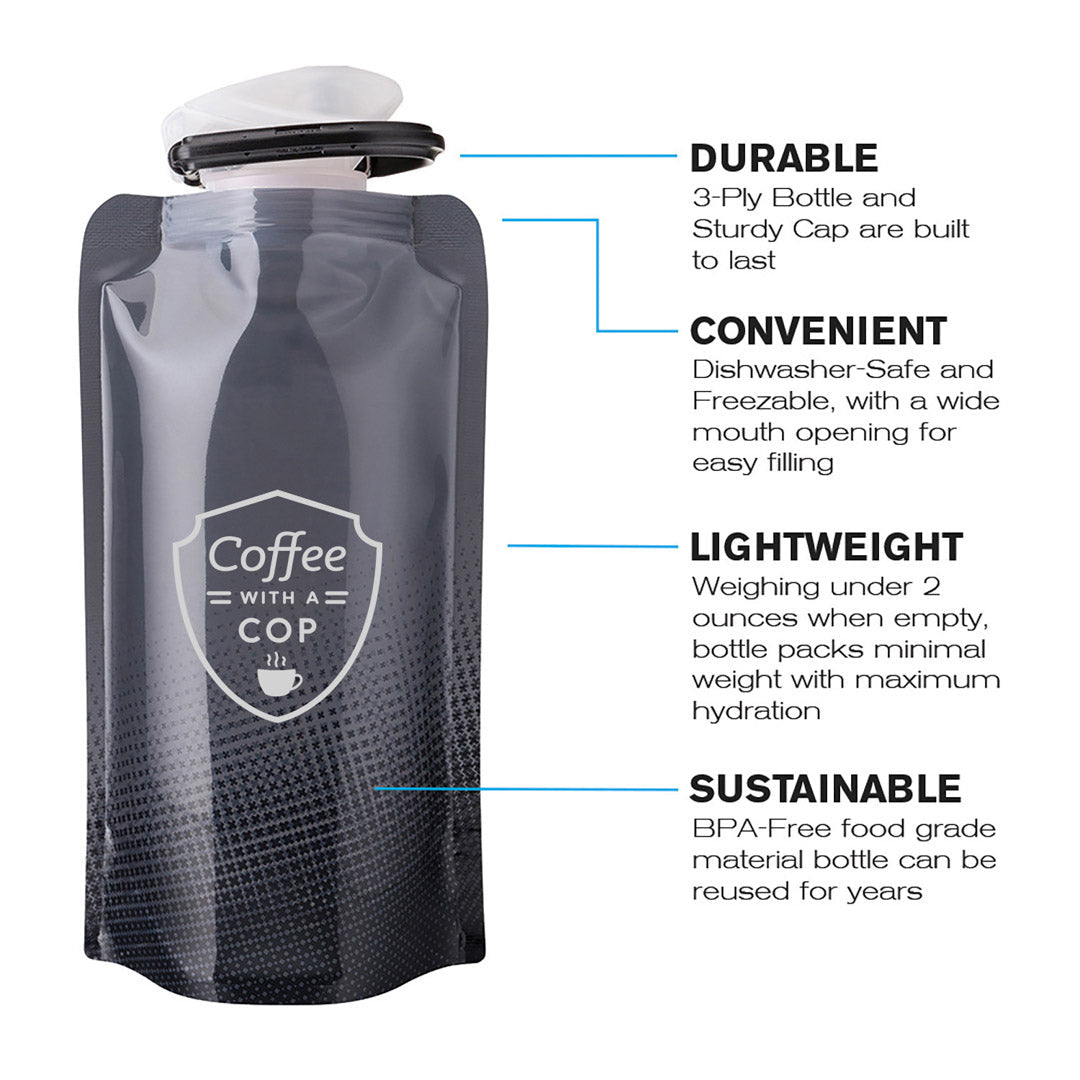 Coffee
WITH A
COP
DURABLE
3-Ply Bottle and
Sturdy Cap are built
to last
CONVENIENT
Dishwasher-Safe and
Freezable, with a wide
mouth opening for
easy filling
LIGHTWEIGHT
Weighing under 2
ounces when empty,
bottle packs minimal
weight with maximum
hydration
SUSTAINABLE
BPA-Free food grade
material bottle can be
reused for years